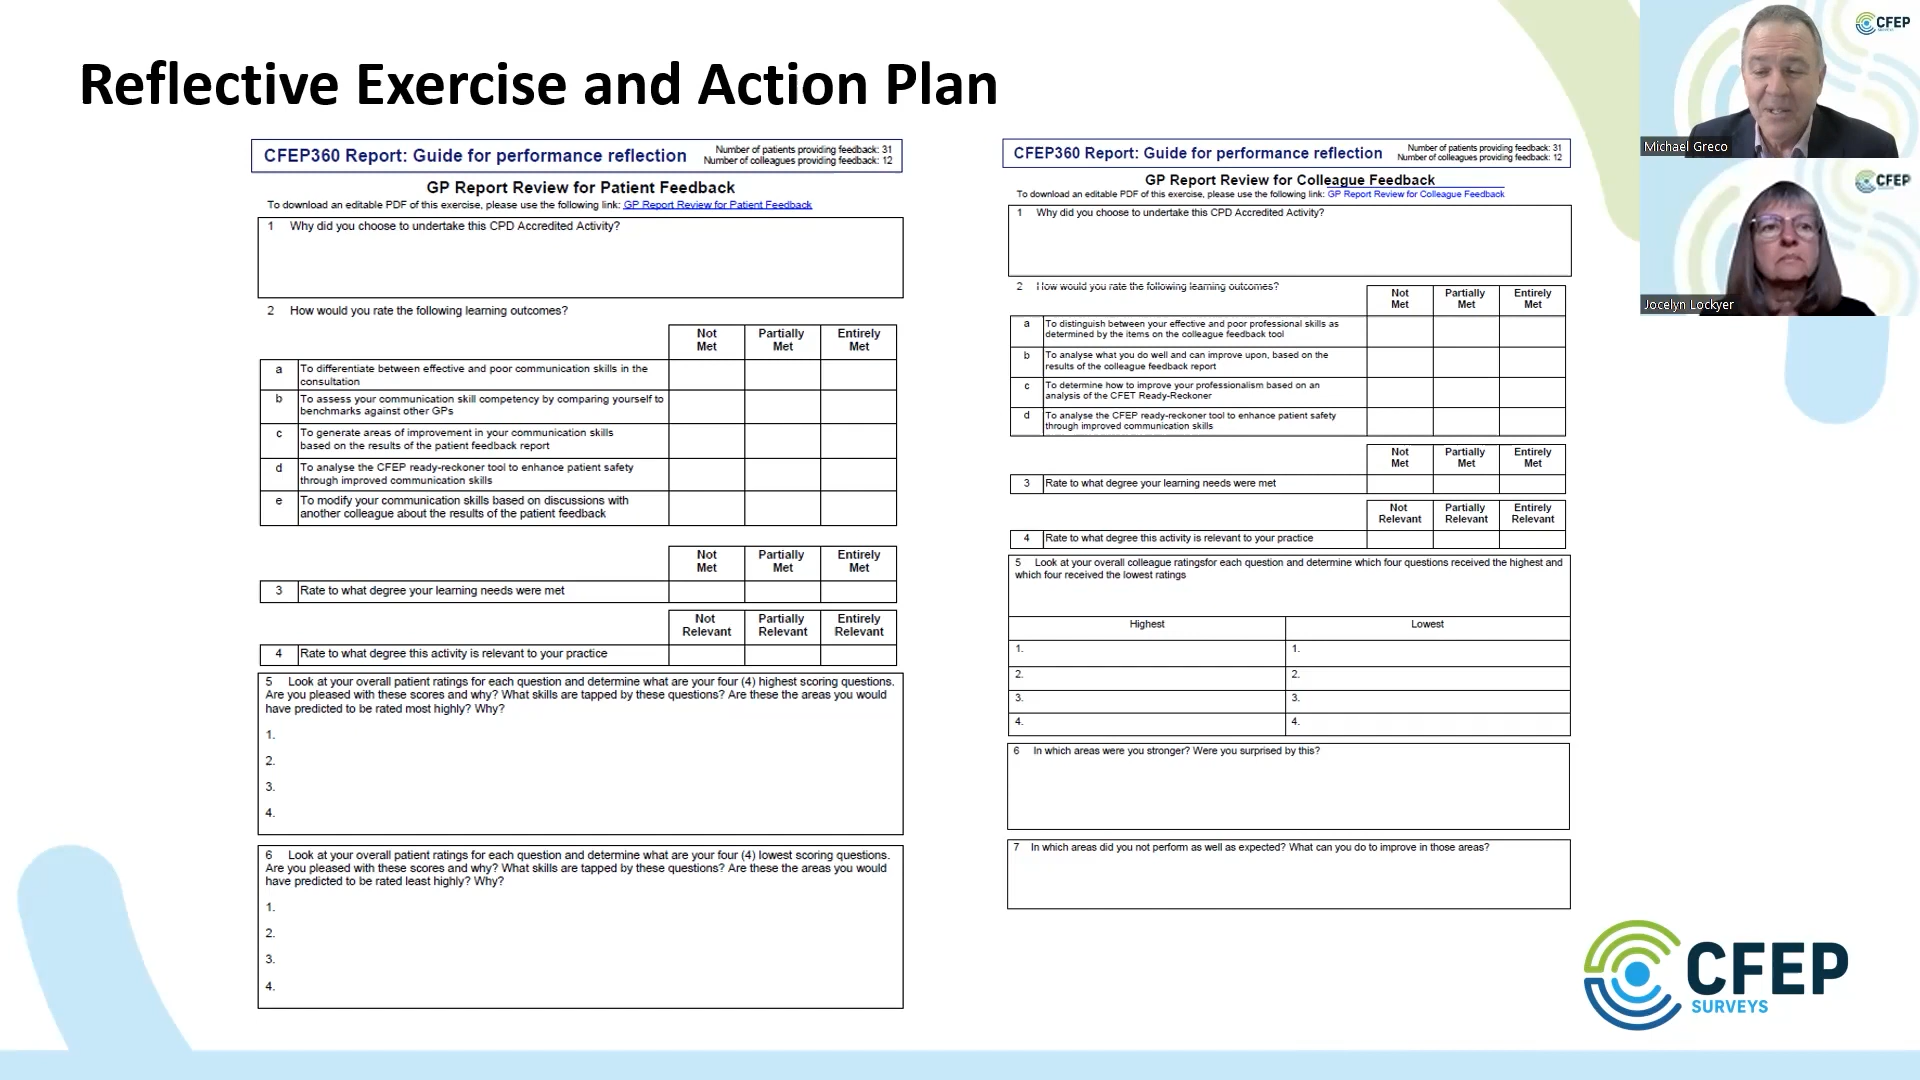 Reflective Exercise and Action Plan
CFEP360 Report: Guide for performance reflection
Number of patients providing feedback: 31
Number of colleagues providing feedback: 12
GP Report Review for Patient Feedback
To download an editable PDF of this exercise, please use the following link: GP Report Review for Patient Feedback
1 Why did you choose to undertake this CPD Accredited Activity?
2 How would you rate the following learning outcomes?
Not Met
Partially Met
Entirely Met
a To differentiate between effective and poor communication skills in the
consultation
b To assess your communication skill competency by comparing yourself to
benchmarks against other GPs
c To generate areas of improvement in your communication skills
based on the results of the patient feedback report
d To analyse the CFEP ready-reckoner tool to enhance patient safety
through improved communication skills
e To modify your communication skills based on discussions with
another colleague about the results of the patient feedback
Not Met
Partially Met
Entirely Met
3 Rate to what degree your learning needs were met
Not Relevant
Partially Relevant
Entirely Relevant
4 Rate to what degree this activity is relevant to your practice
5 Look at your overall patient ratings for each question and determine what are your four (4) highest scoring questions.
Are you pleased with these scores and why? What skills are tapped by these questions? Are these the areas you would
have predicted to be rated most highly? Why?
1.
2.
3.
4.
6 Look at your overall patient ratings for each question and determine what are your four (4) lowest scoring questions.
Are you pleased with these scores and why? What skills are tapped by these questions? Are these the areas you would
have predicted to be rated least highly? Why?
1.
2.
3.
4.
CFEP360 Report: Guide for performance reflection
Number of patients providing feedback: 31
Number of colleagues providing feedback: 12
GP Report Review for Colleague Feedback
To download an editable PDF of this exercise, please use the following link: GP Report Review for Colleague Feedback
1 Why did you choose to undertake this CPD Accredited Activity?
2 How would you rate the following learning outcomes?
Not Met
Partially Met
Entirely Met
a To distinguish between your effective and poor professional skills as
determined by the items on the colleague feedback tool
b To analyse what you do well and can improve upon, based on the
results of the colleague feedback report
c To determine how to improve your professionalism based on an
analysis of the CFET Ready-Reckoner
d To analyse the CFEP ready-reckoner tool to enhance patient safety
through improved communication skills
Not Met
Partially Met
Entirely Met
3 Rate to what degree your learning needs were met
Not Relevant
Partially Relevant
Entirely Relevant
4 Rate to what degree this activity is relevant to your practice
5 Look at your overall colleague ratingsfor each question and determine which four questions received the highest and
which four received the lowest ratings
Highest Lowest
1. 1.
2. 2.
3. 3.
4. 4.
6 In which areas were you stronger? Were you surprised by this?
7 In which areas did you not perform as well as expected? What can you do to improve in those areas?
CFEP
SURVEYS
Michael Greco
CFEP
Jocelyn Lockyer
CFEP
SURVEYS